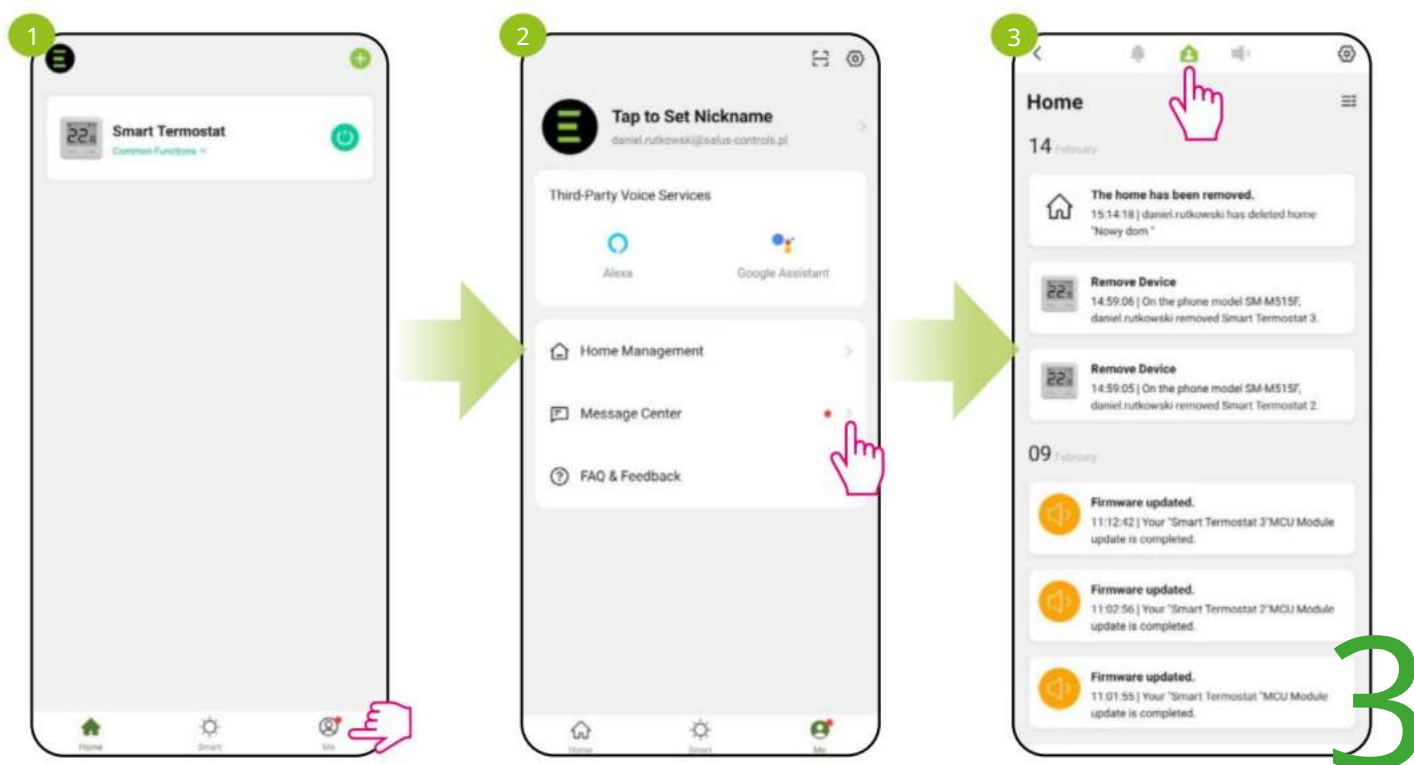 1
22.
Smart Termostat
Common Functions
Home
Smart
Me
2
Tap to Set Nickname
daniel.rutkowski@salus-controls.pl
Third-Party Voice Services
Alexa
Google Assistant
Home Management
Message Center
FAQ & Feedback
Home
Smart
Me
3
Home
14 February
The home has been removed.
15:14:18 | daniel.rutkowski has deleted home
"Nowy dom "
22.
Remove Device
14:59:06 | On the phone model SM-M515F,
daniel.rutkowski removed Smart Termostat 3.
22.
Remove Device
14:59:05 | On the phone model SM-M515F,
daniel.rutkowski removed Smart Termostat 2.
09 February
Firmware updated.
11:12:42 | Your "Smart Termostat 3"MCU Module
update is completed.
Firmware updated.
11:02:56 | Your "Smart Termostat 2"MCU Module
update is completed.
Firmware updated.
11:01:55 | Your "Smart Termostat "MCU Module
update is completed.
3